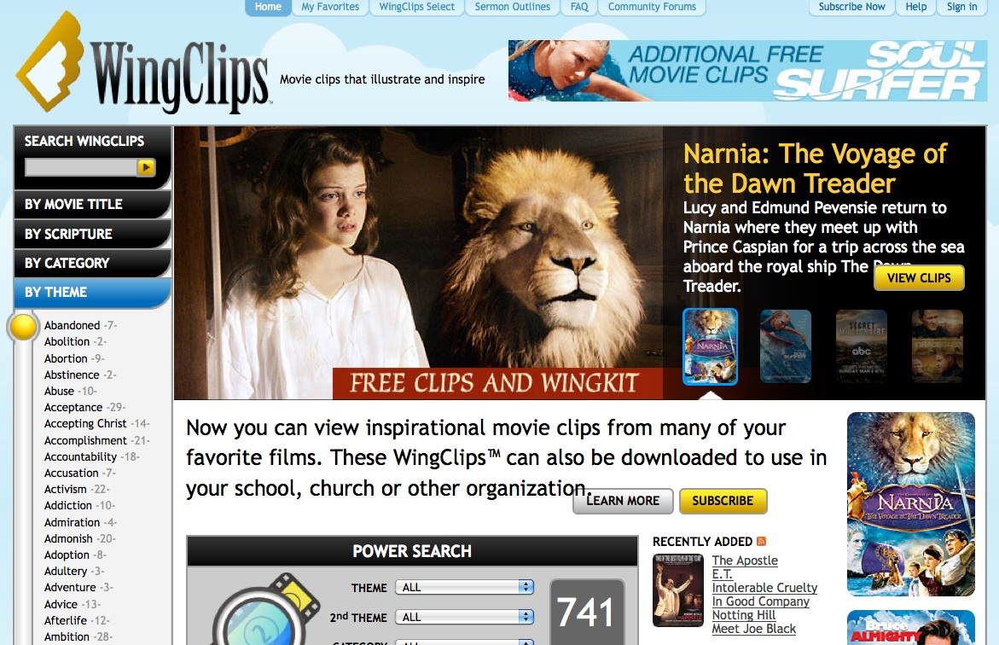 Home
My Favorites
WingClips Select
Sermon Outlines
FAQ
Community Forums
Subscribe Now
Help
Sign in
WingClips
Movie clips that illustrate and inspire
ADDITIONAL FREE
MOVIE CLIPS
SOUL
SURFER
SEARCH WINGCLIPS
BY MOVIE TITLE
BY SCRIPTURE
BY CATEGORY
BY THEME
Abandoned -7-
Abolition -2-
Abortion -9-
Abstinence -2-
Abuse -10-
Acceptance -29-
Accepting Christ -14-
Accomplishment -21-
Accountability -18-
Accusation -7-
Activism -22-
Addiction -10-
Admiration -4-
Admonish -20-
Adoption -8-
Adultery -3-
Adventure -3-
Advice -13-
Afterlife -12-
Ambition -28-
Narnia: The Voyage of
the Dawn Treader
Lucy and Edmund Pevensie return to
Narnia where they meet up with
Prince Caspian for a trip across the sea
aboard the royal ship The Dawn
Treader.
VIEW CLIPS
NARNIA
SECRET
MILLIONAIRE
abc
FREE CLIPS AND WINGKIT
Now you can view inspirational movie clips from many of your
favorite films. These WingClips™ can also be downloaded to use in
your school, church or other organization.
LEARN MORE
SUBSCRIBE
POWER SEARCH
THEME ALL
2nd THEME ALL
CATEGORY ALL
741
RECENTLY ADDED
The Apostle
E.T.
Intolerable Cruelty
In Good Company
Notting Hill
Meet Joe Black
NARNIA
THE VOYAGE OF THE DAWN TREADER
Bruce
ALMIGHTY